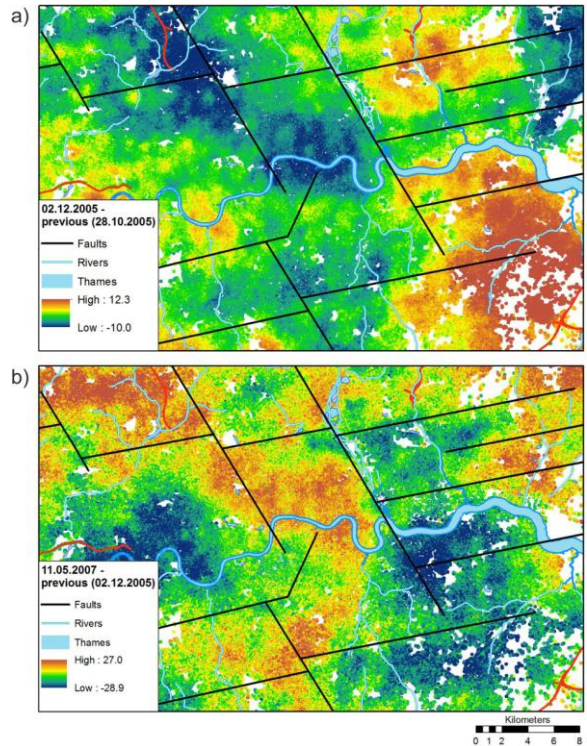 a)
02.12.2005 -
previous (28.10.2005)
Faults
Rivers
Thames
High : 12.3
Low : -10.0
b)
11.05.2007 -
previous (02.12.2005)
Faults
Rivers
Thames
High : 27.0
Low : -28.9
Kilometers
0 1 2 4 6 8